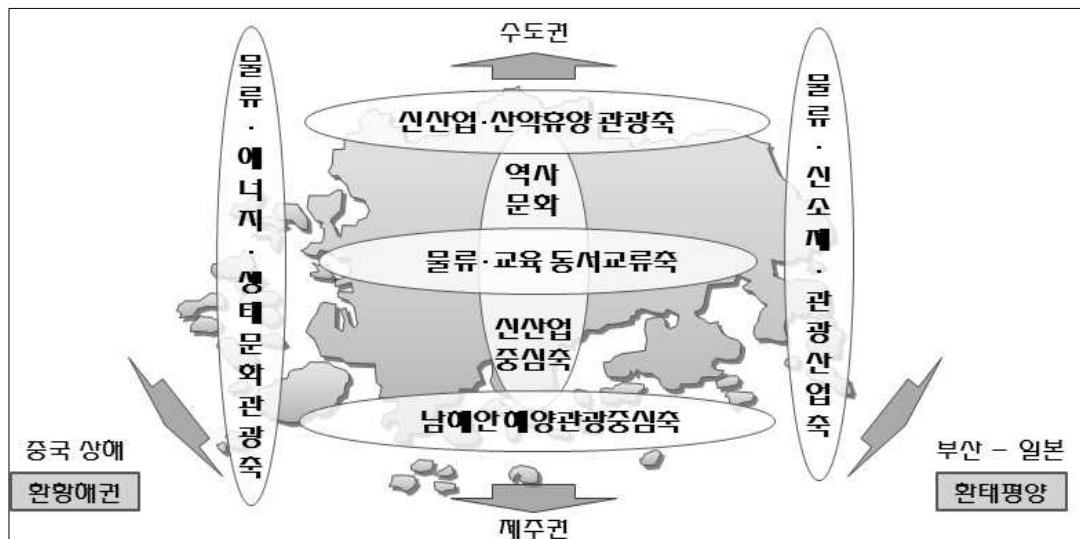 수도권
신산업·산악휴양 관광축
역사
문화
물류·교육 동서교류축
신산업
중심축
남해안 해양관광중심축
물류·에너지·생태문화관광축
물류·신소재·관광산업축
중국 상해
환황해권
부산 – 일본
환태평양
제주권